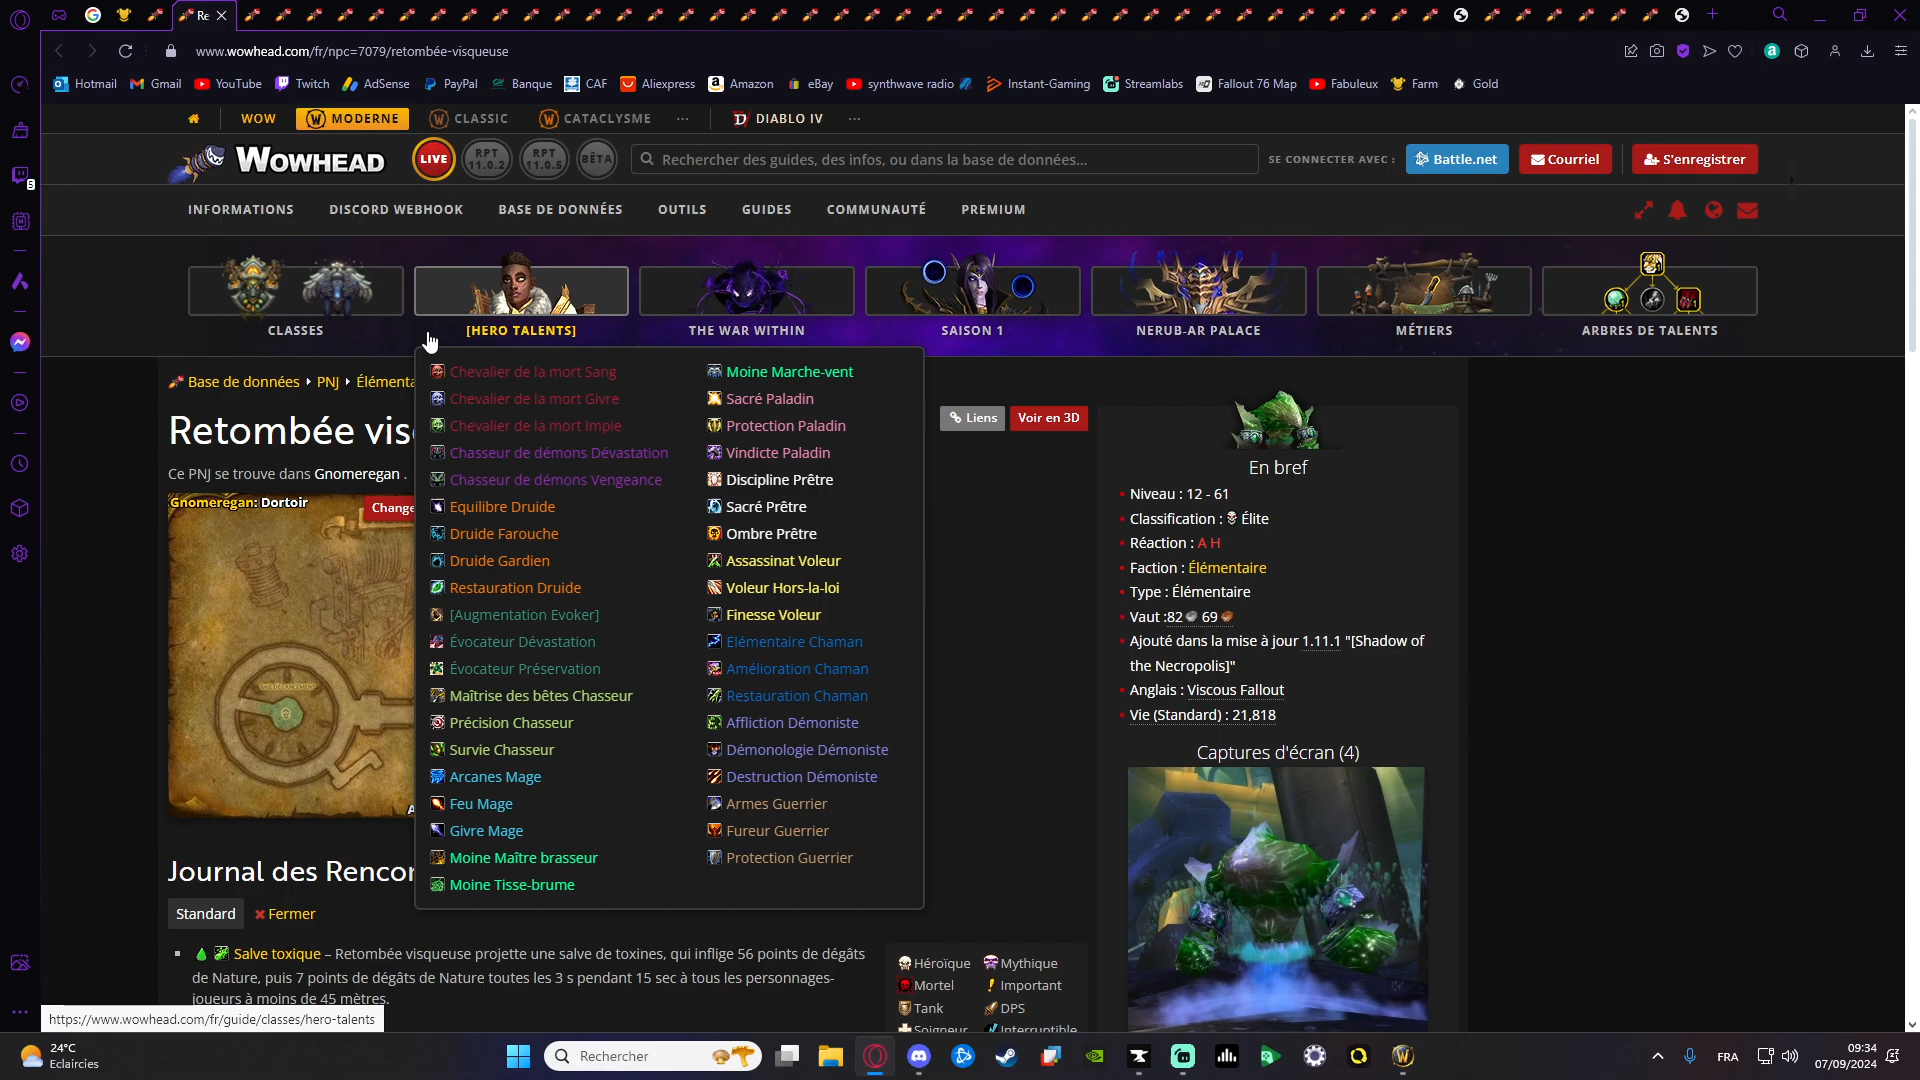 Re
www.wowhead.com/fr/npc=7079/retombée-visqueuse
Hotmail Gmail YouTube Twitch AdSense PayPal Banque CAF Aliexpress Amazon eBay synthwave radio Instant-Gaming Streamlabs Fallout 76 Map Fabuleux Farm Gold
WOW MODERNE CLASSIC CATACLYSME ... DIABLO IV ...
WOWHEAD LIVE RPT 11.0.2 RPT 11.0.5 BÊTA Rechercher des guides, des infos, ou dans la base de données... SE CONNECTER AVEC : Battle.net Courriel S'enregistrer
5
INFORMATIONS DISCORD WEBHOOK BASE DE DONNÉES OUTILS GUIDES COMMUNAUTÉ PREMIUM
CLASSES [HERO TALENTS] THE WAR WITHIN SAISON 1 NERUB-AR PALACE MÉTIERS ARBRES DE TALENTS
Base de données PNJ Élémenta
Retombée vis
Ce PNJ se trouve dans Gnomeregan .
Gnomeregan: Dortoir
Change
Journal des Rencor
Standard Fermer
Salve toxique – Retombée visqueuse projette une salve de toxines, qui inflige 56 points de dégâts
de Nature, puis 7 points de dégâts de Nature toutes les 3 s pendant 15 sec à tous les personnages-
joueurs à moins de 45 mètres.
Chevalier de la mort Sang
Chevalier de la mort Givre
Chevalier de la mort Impie
Chasseur de démons Dévastation
Chasseur de démons Vengeance
Equilibre Druide
Druide Farouche
Druide Gardien
Restauration Druide
[Augmentation Evoker]
Évocateur Dévastation
Évocateur Préservation
Maîtrise des bêtes Chasseur
Précision Chasseur
Survie Chasseur
Arcanes Mage
Feu Mage
Givre Mage
Moine Maître brasseur
Moine Tisse-brume
Moine Marche-vent
Sacré Paladin
Protection Paladin
Vindicte Paladin
Discipline Prêtre
Sacré Prêtre
Ombre Prêtre
Assassinat Voleur
Voleur Hors-la-loi
Finesse Voleur
Elémentaire Chaman
Amélioration Chaman
Restauration Chaman
Affliction Démoniste
Démonologie Démoniste
Destruction Démoniste
Armes Guerrier
Fureur Guerrier
Protection Guerrier
Liens Voir en 3D
En bref
Niveau : 12 - 61
Classification : Élite
Réaction : A H
Faction : Élémentaire
Type : Élémentaire
Vaut :82 69
Ajouté dans la mise à jour 1.11.1 "[Shadow of
the Necropolis]"
Anglais : Viscous Fallout
Vie (Standard) : 21,818
Captures d'écran (4)
Héroïque Mythique
Mortel Important
Tank DPS
Soigneur Interruptible
https://www.wowhead.com/fr/guide/classes/hero-talents
24°C
Eclaircies
Rechercher
FRA
09:34
07/09/2024